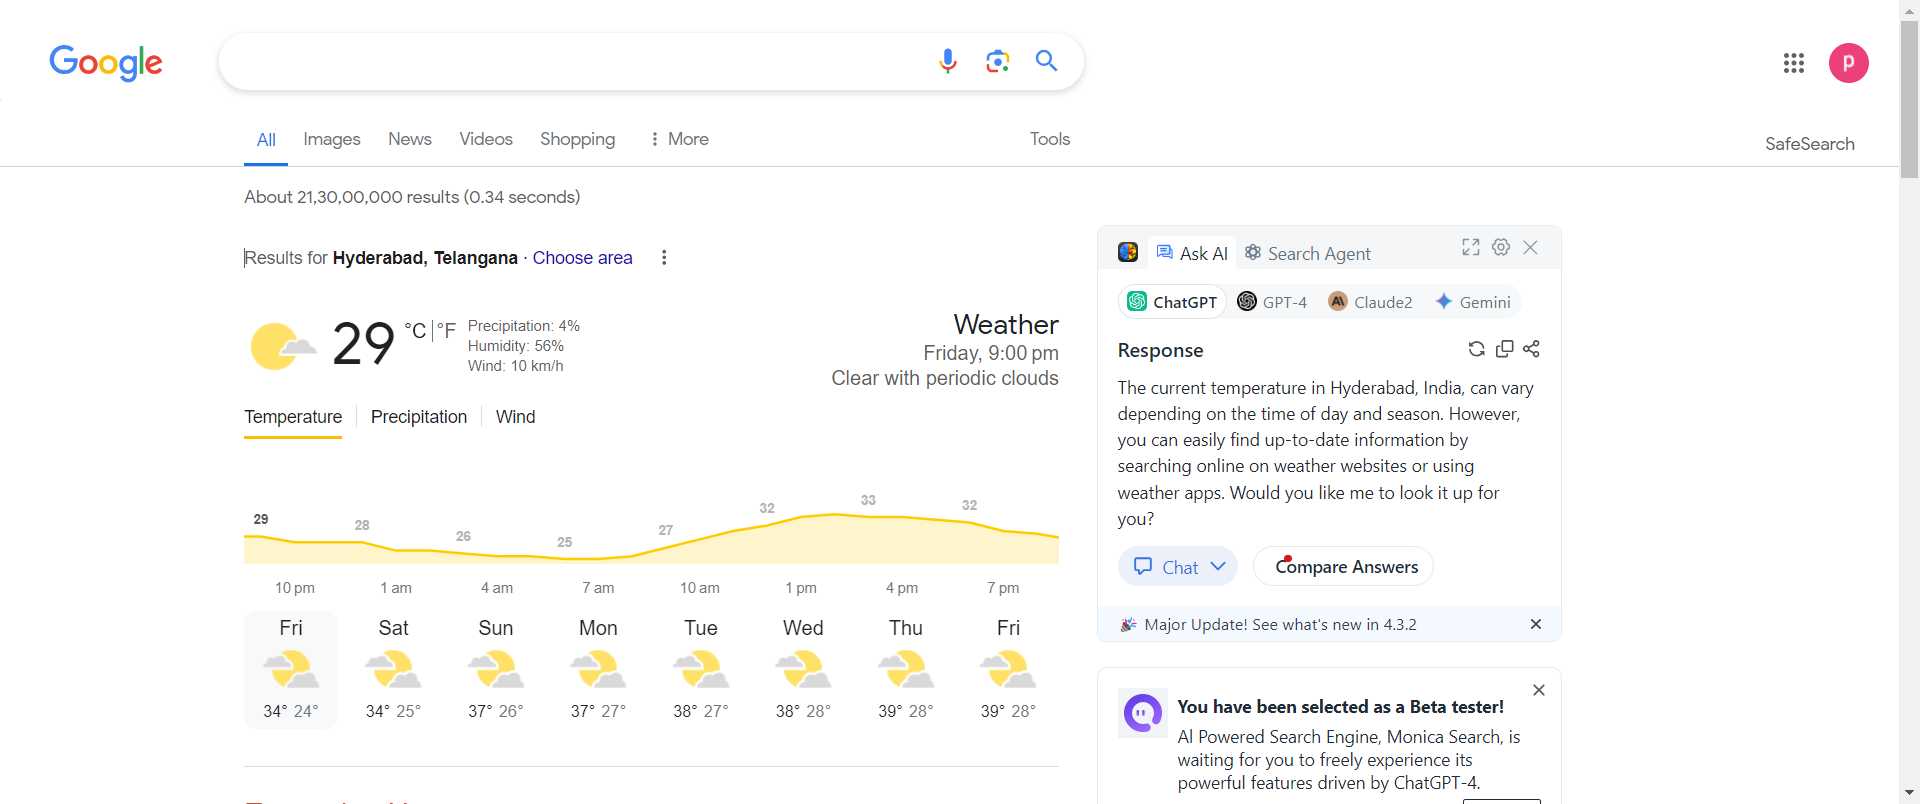 Google
p
All
Images
News
Videos
Shopping
More
Tools
SafeSearch
About 21,30,00,000 results (0.34 seconds)
Results for Hyderabad, Telangana · Choose area
29 °C | °F
Precipitation: 4%
Humidity: 56%
Wind: 10 km/h
Weather
Friday, 9:00 pm
Clear with periodic clouds
Temperature
Precipitation
Wind
29 28 26 25 27 32 33 32
10 pm 1 am 4 am 7 am 10 am 1 pm 4 pm 7 pm
Fri Sat Sun Mon Tue Wed Thu Fri
34° 24° 34° 25° 37° 26° 37° 27° 38° 27° 38° 28° 39° 28° 39° 28°
Ask AI
Search Agent
ChatGPT
GPT-4
Claude2
Gemini
Response
The current temperature in Hyderabad, India, can vary
depending on the time of day and season. However,
you can easily find up-to-date information by
searching online on weather websites or using
weather apps. Would you like me to look it up for
you?
Chat
Compare Answers
Major Update! See what's new in 4.3.2
You have been selected as a Beta tester!
AI Powered Search Engine, Monica Search, is
waiting for you to freely experience its
powerful features driven by ChatGPT-4.